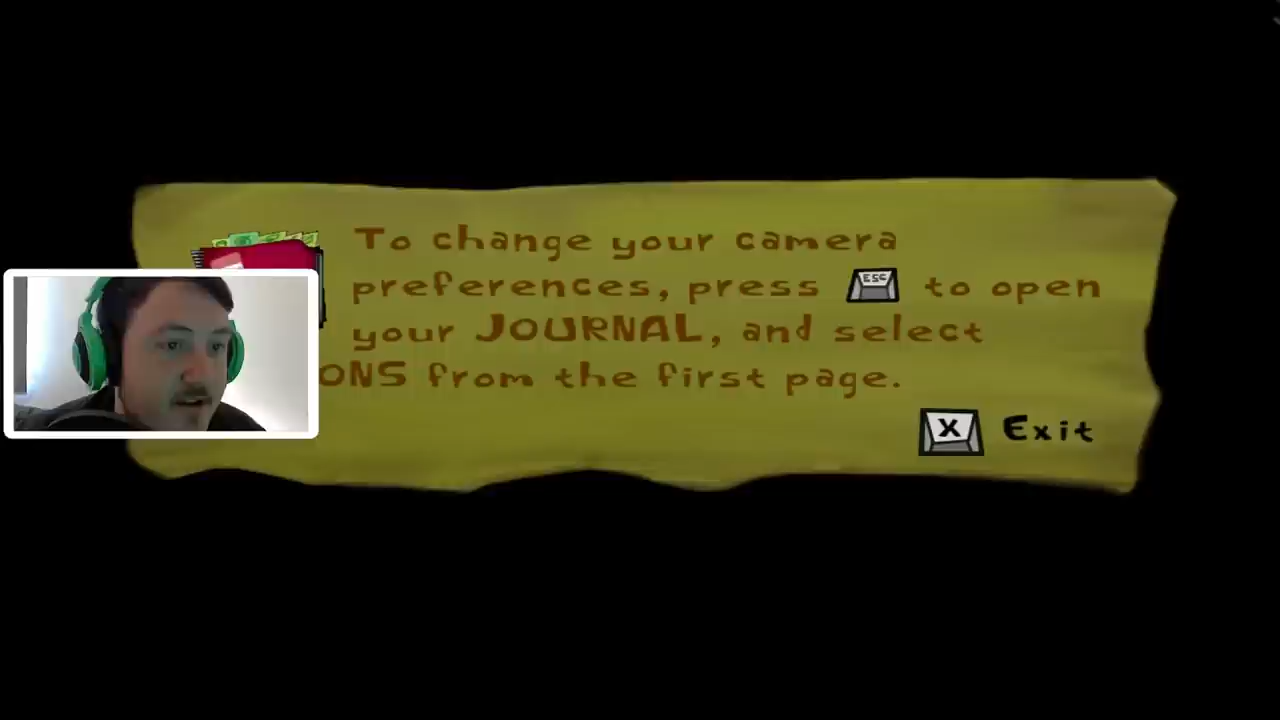 To change your camera
preferences, press ESC to open
your JOURNAL, and select
ONS from the first page.
X Exit